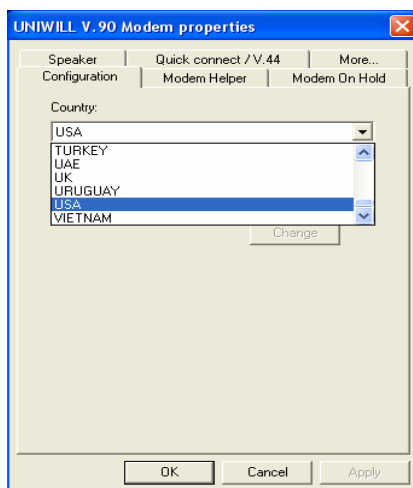 UNIWILL V.90 Modem properties
Speaker
Quick connect / V.44
More...
Configuration
Modem Helper
Modem On Hold
Country:
USA
TURKEY
UAE
UK
URUGUAY
USA
VIETNAM
Change
OK
Cancel
Apply